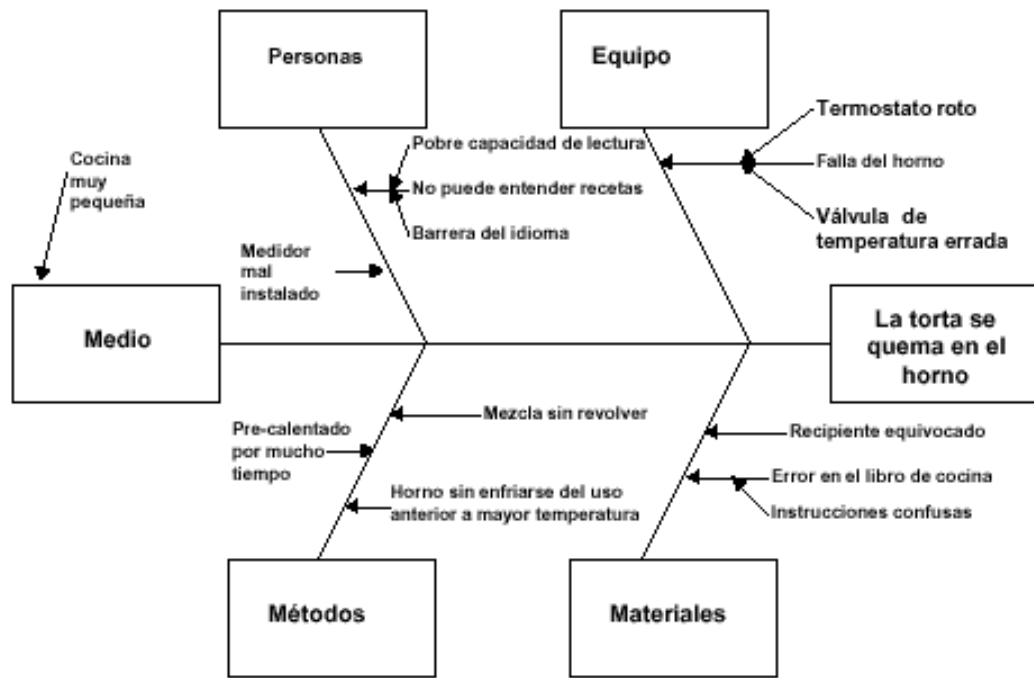 Personas
Equipo
Termostato roto
Pobre capacidad de lectura
Cocina
muy
pequeña
Falla del horno
No puede entender recetas
Válvula de
temperatura errada
Barrera del idioma
Medidor
mal
instalado
Medio
La torta se
quema en el
horno
Mezcla sin revolver
Pre-calentado
por mucho
tiempo
Recipiente equivocado
Error en el libro de cocina
Horno sin enfriarse del uso
anterior a mayor temperatura
Instrucciones confusas
Métodos
Materiales